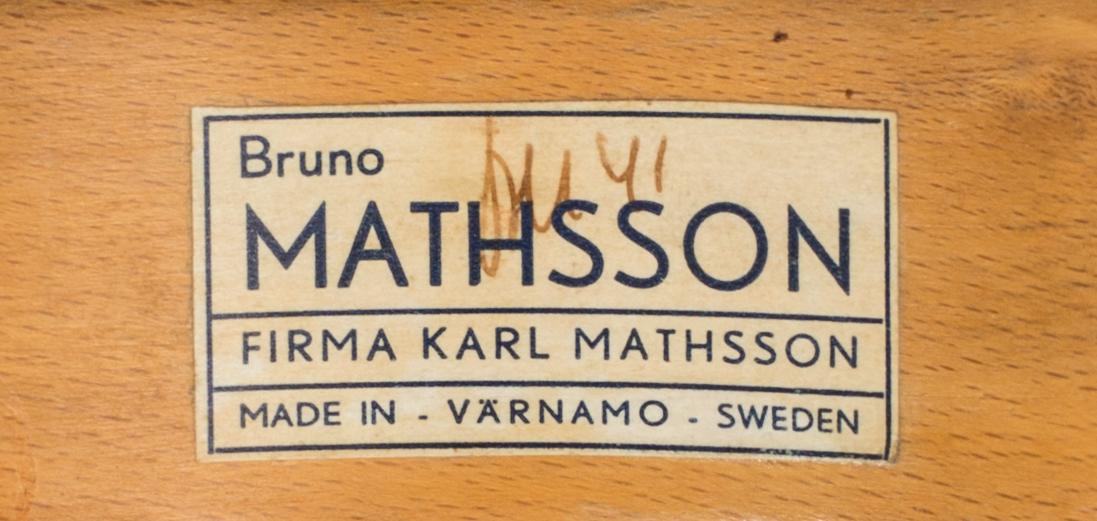 Bruno
MATHSSON
FIRMA KARL MATHSSON
MADE IN - VÄRNAMO - SWEDEN